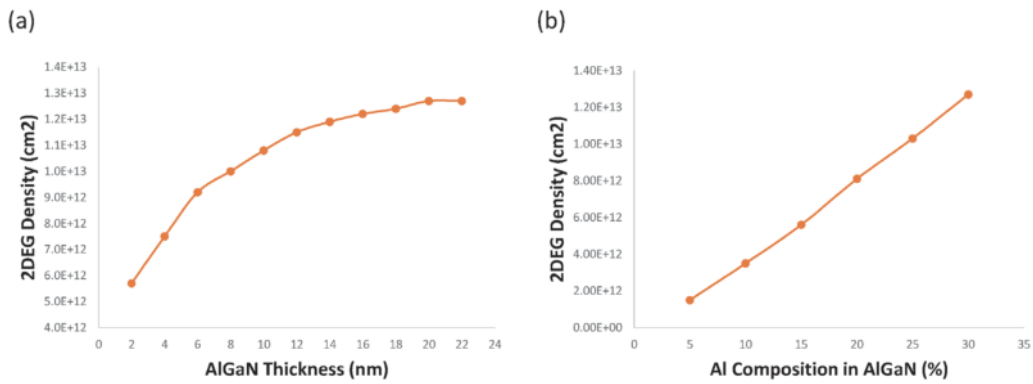 (a)
2DEG Density (cm2)
1.4E+13
1.3E+13
1.2E+13
1.1E+13
1.0E+13
9.0E+12
8.0E+12
7.0E+12
6.0E+12
5.0E+12
4.0E+12
0 2 4 6 8 10 12 14 16 18 20 22 24
AlGaN Thickness (nm)
(b)
2DEG Density (cm2)
1.40E+13
1.20E+13
1.00E+13
8.00E+12
6.00E+12
4.00E+12
2.00E+12
0.00E+00
0 5 10 15 20 25 30 35
Al Composition in AlGaN (%)